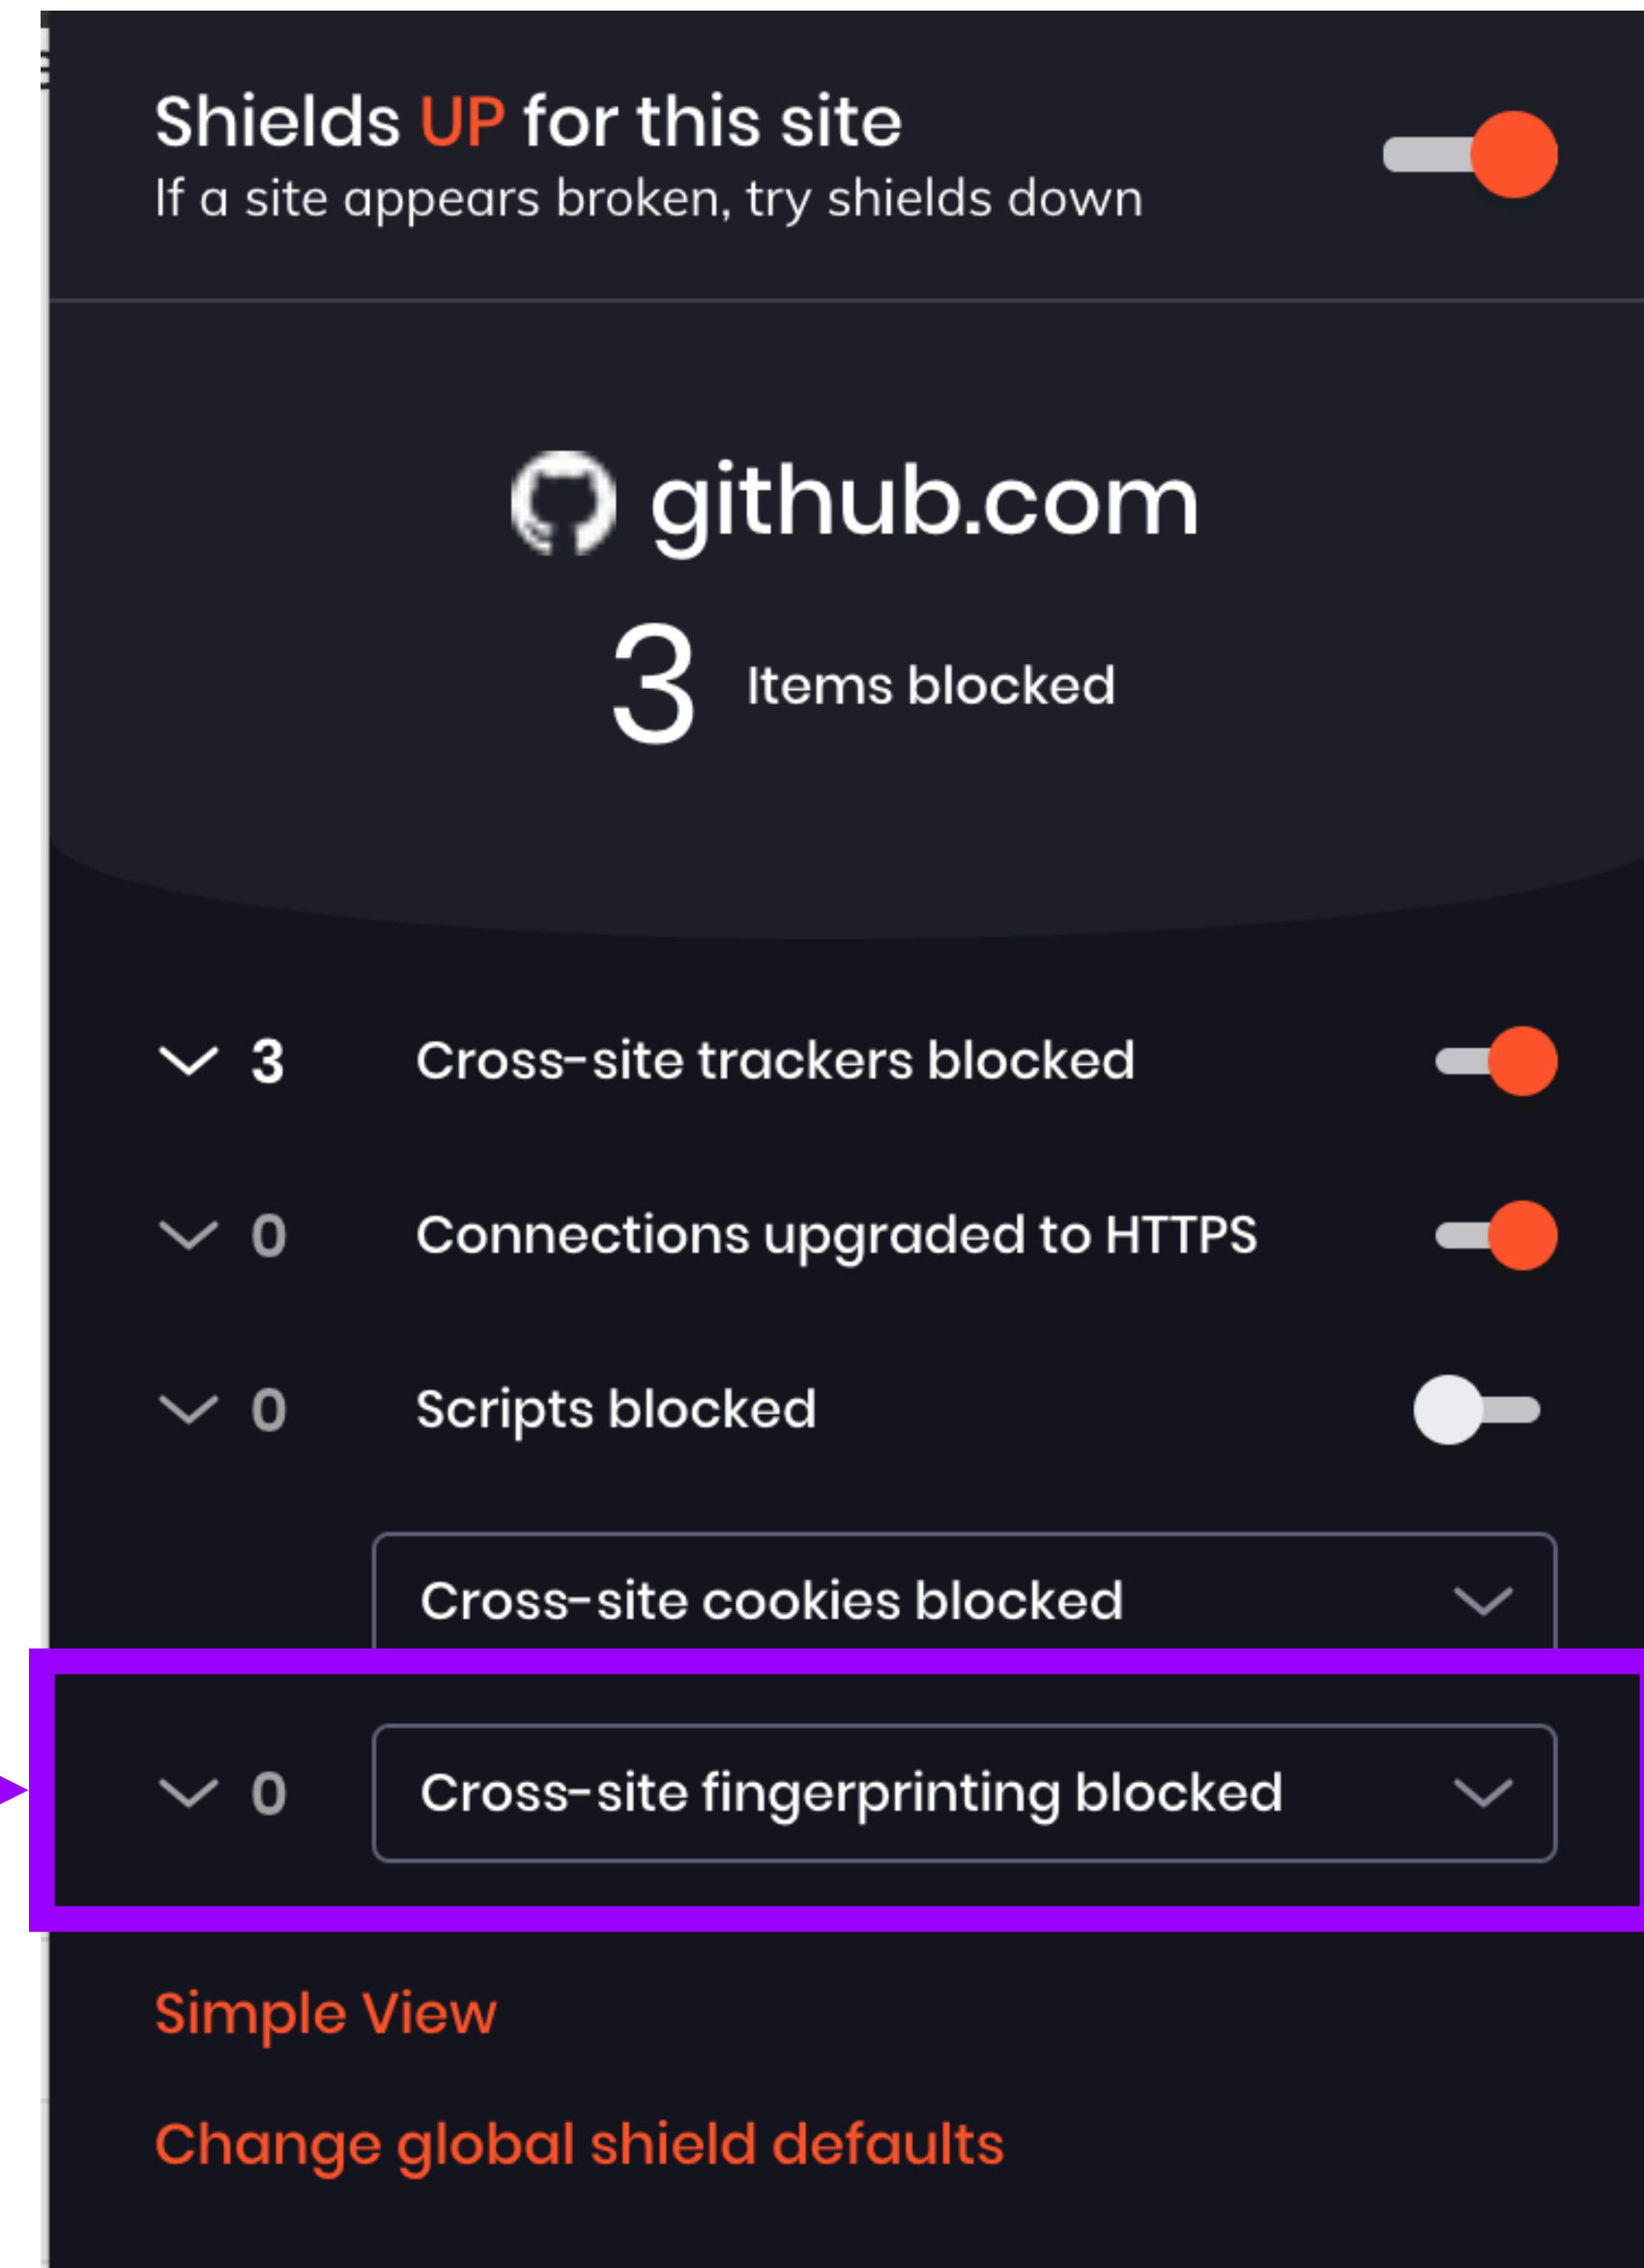 Shields UP for this site
If a site appears broken, try shields down
github.com
3 Items blocked
3 Cross-site trackers blocked
0 Connections upgraded to HTTPS
0 Scripts blocked
Cross-site cookies blocked
0 Cross-site fingerprinting blocked
Simple View
Change global shield defaults